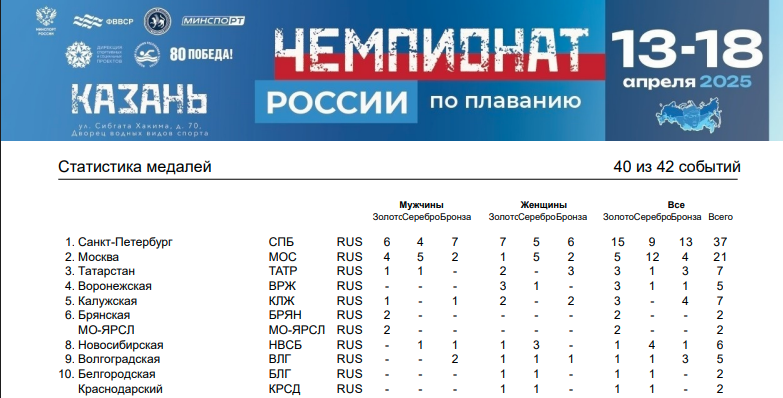 МИНСПОРТ
РОССИИ
ФВВСР
МИНСПОРТ
ДИРЕКЦИЯ
СПОРТИВНЫХ
И СОЦИАЛЬНЫХ
ПРОЕКТОВ
80 ПОБЕДА!
КАЗАНЬ
ул. Сибгата Хакима, д. 70,
Дворец водных видов спорта
ЧЕМПИОНАТ
РОССИИ по плаванию
13-18
апреля 2025
Статистика медалей 40 из 42 событий
Мужчины Женщины Все
Золото Серебро Бронза Золото Серебро Бронза Золото Серебро Бронза Всего
1. Санкт-Петербург СПБ RUS 6 4 7 7 5 6 15 9 13 37
2. Москва МОС RUS 4 5 2 1 5 2 5 12 4 21
3. Татарстан ТАТР RUS 1 1 - 2 - 3 3 1 3 7
4. Воронежская ВРЖ RUS - - - 3 1 - 3 1 1 5
5. Калужская КЛЖ RUS 1 - 1 2 - 2 3 - 4 7
6. Брянская БРЯН RUS 2 - - - - - 2 - - 2
МО-ЯРСЛ МО-ЯРСЛ RUS 2 - - - - - 2 - - 2
8. Новосибирская НВСБ RUS - 1 1 1 3 - 1 4 1 6
9. Волгоградская ВЛГ RUS - - 2 1 1 1 1 1 3 5
10. Белгородская БЛГ RUS - - - 1 1 - 1 1 - 2
Краснодарский КРСД RUS - - - 1 1 - 1 1 - 2